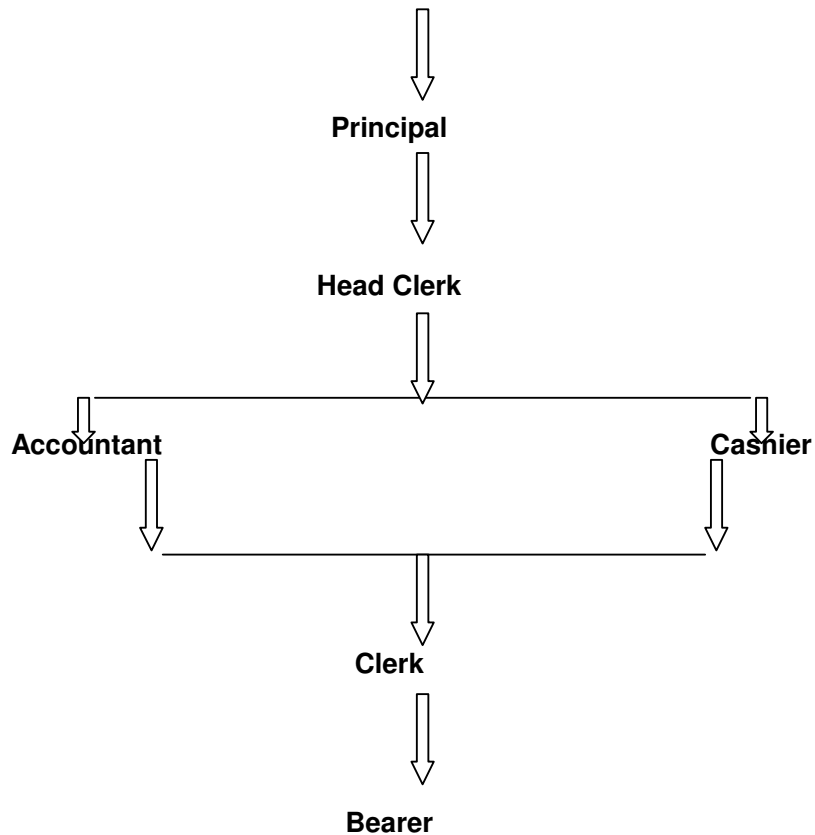 Principal
Head Clerk
Accountant Cashier
Clerk
Bearer